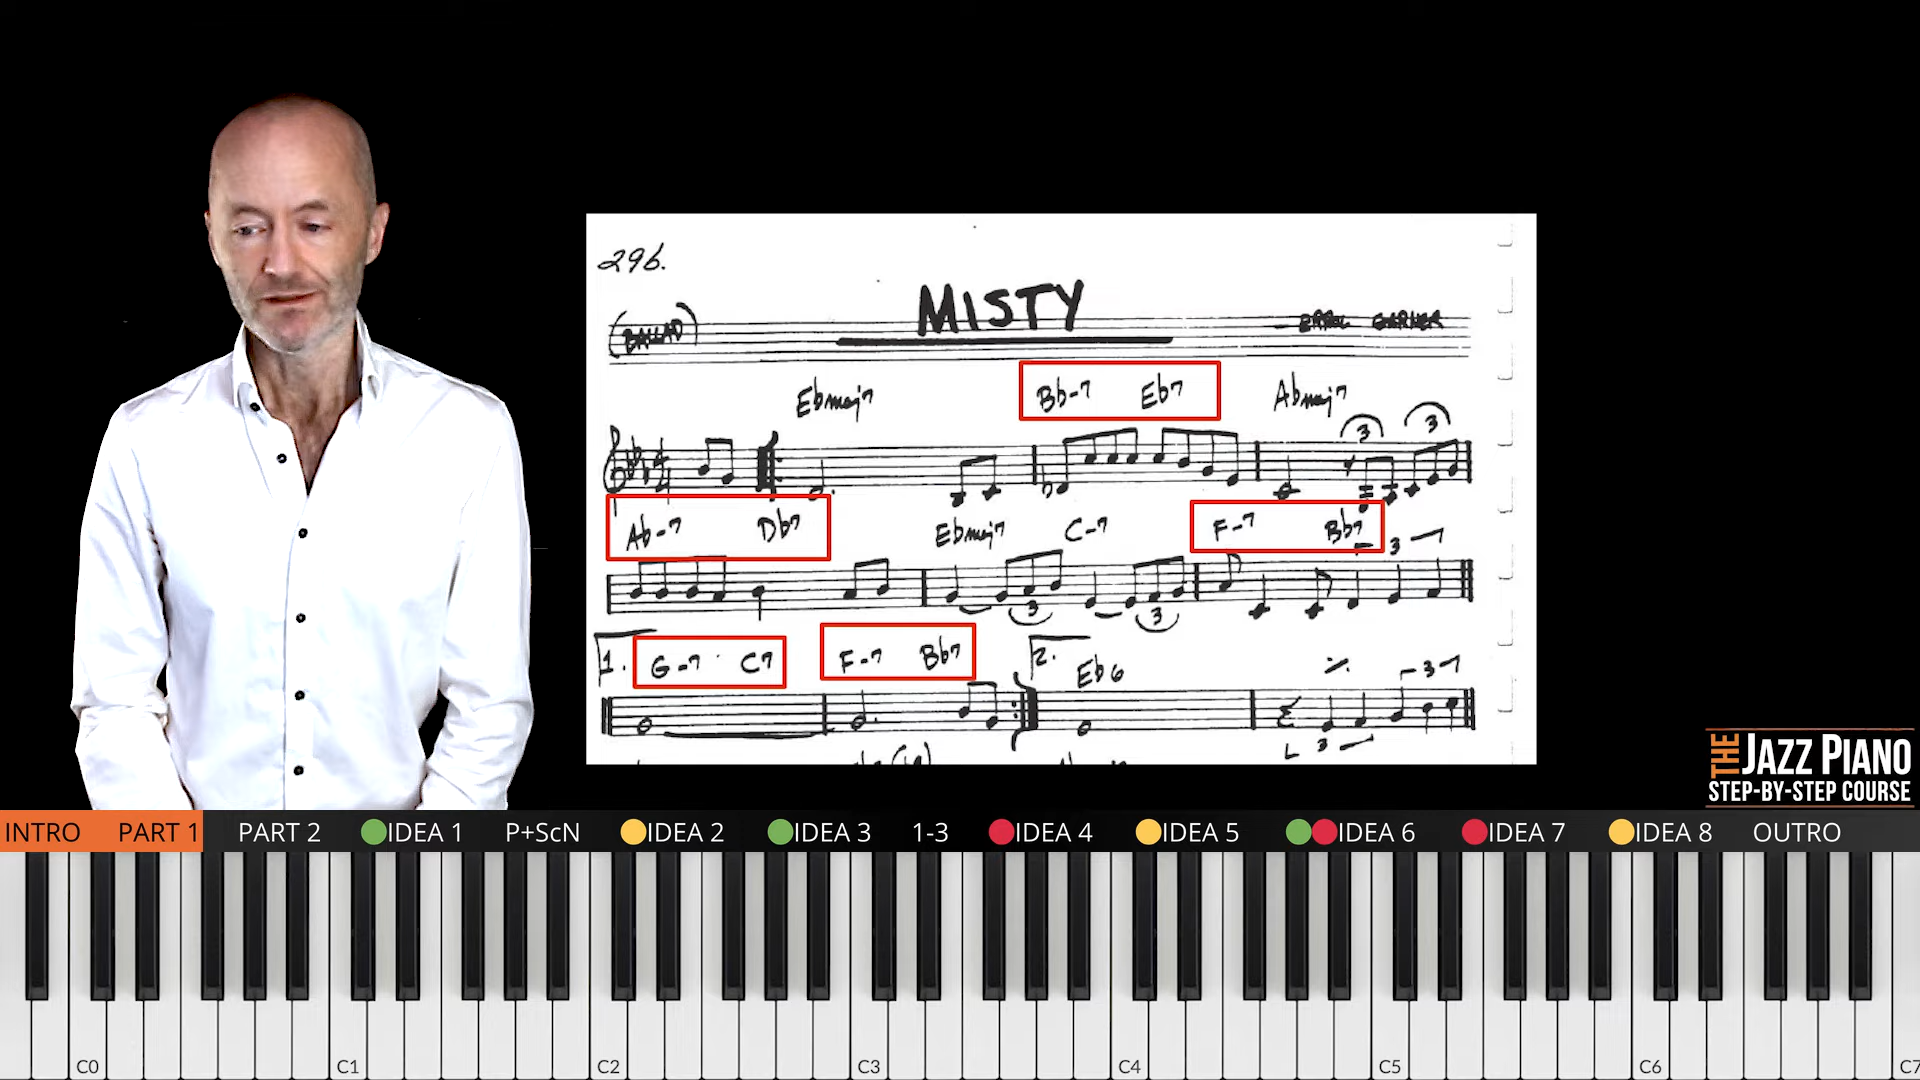 296.
MISTY
(BALLAD)
- ERROL GARNER
Ebmaj7 Bb-7 Eb7 Abmaj7
3 3
Ab-7 Db7 Ebmaj7 C-7 F-7 Bb7
3
3 3
1. G-7 C7 F-7 Bb7 2. Eb6
3
3
THE JAZZ PIANO
STEP-BY-STEP COURSE
INTRO PART 1 PART 2 IDEA 1 P+ScN IDEA 2 IDEA 3 1-3 IDEA 4 IDEA 5 IDEA 6 IDEA 7 IDEA 8 OUTRO
C0 C1 C2 C3 C4 C5 C6 C7